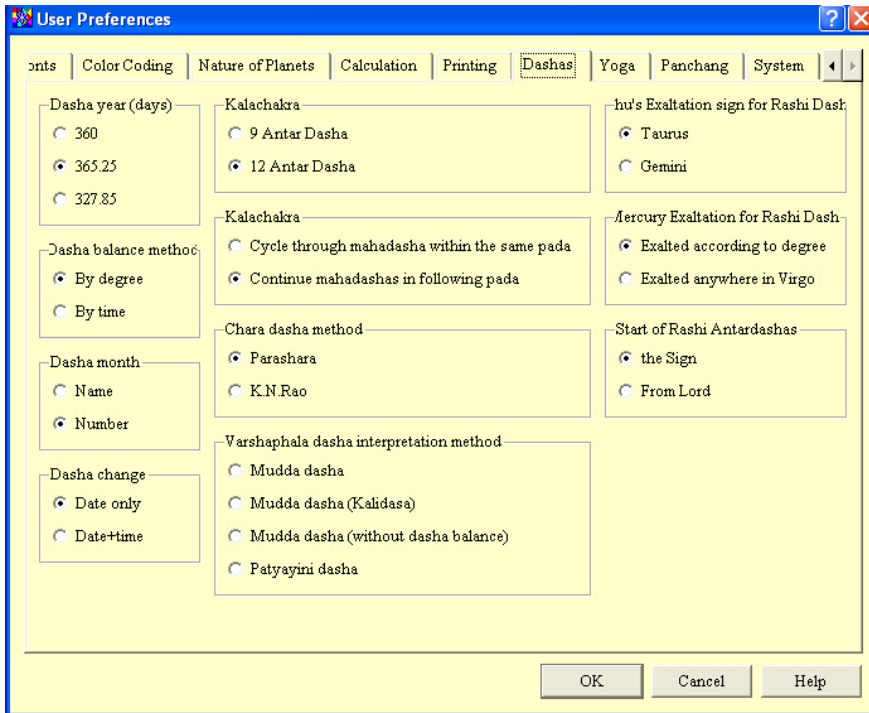 User Preferences
onts Color Coding Nature of Planets Calculation Printing Dashas Yoga Panchang System
Dasha year (days)
360
365.25
327.85
Dasha balance method
By degree
By time
Dasha month
Name
Number
Dasha change
Date only
Date+time
Kalachakra
9 Antar Dasha
12 Antar Dasha
Kalachakra
Cycle through mahadasha within the same pada
Continue mahadashas in following pada
Chara dasha method
Parashara
K.N.Rao
Varshaphala dasha interpretation method
Mudda dasha
Mudda dasha (Kalidasa)
Mudda dasha (without dasha balance)
Patyayini dasha
hu's Exaltation sign for Rashi Dash
Taurus
Gemini
Mercury Exaltation for Rashi Dash
Exalted according to degree
Exalted anywhere in Virgo
Start of Rashi Antardashas
the Sign
From Lord
OK Cancel Help